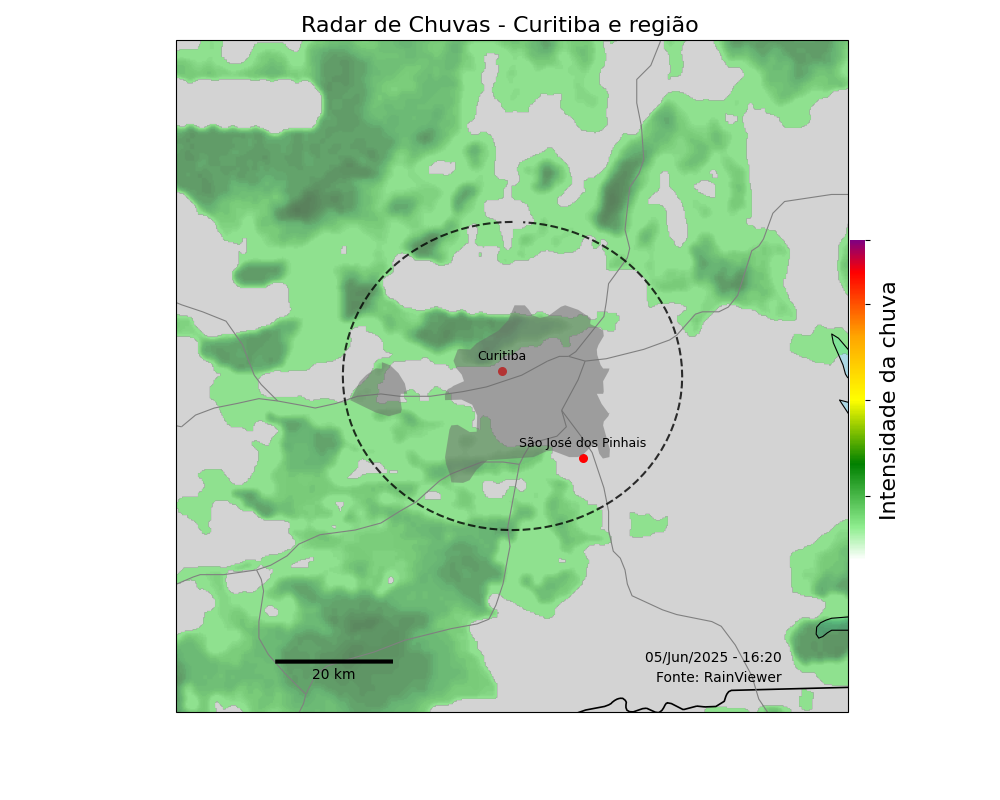 Radar de Chuvas - Curitiba e região
Curitiba
São José dos Pinhais
Intensidade da chuva
05/Jun/2025 - 16:20
Fonte: RainViewer
20 km